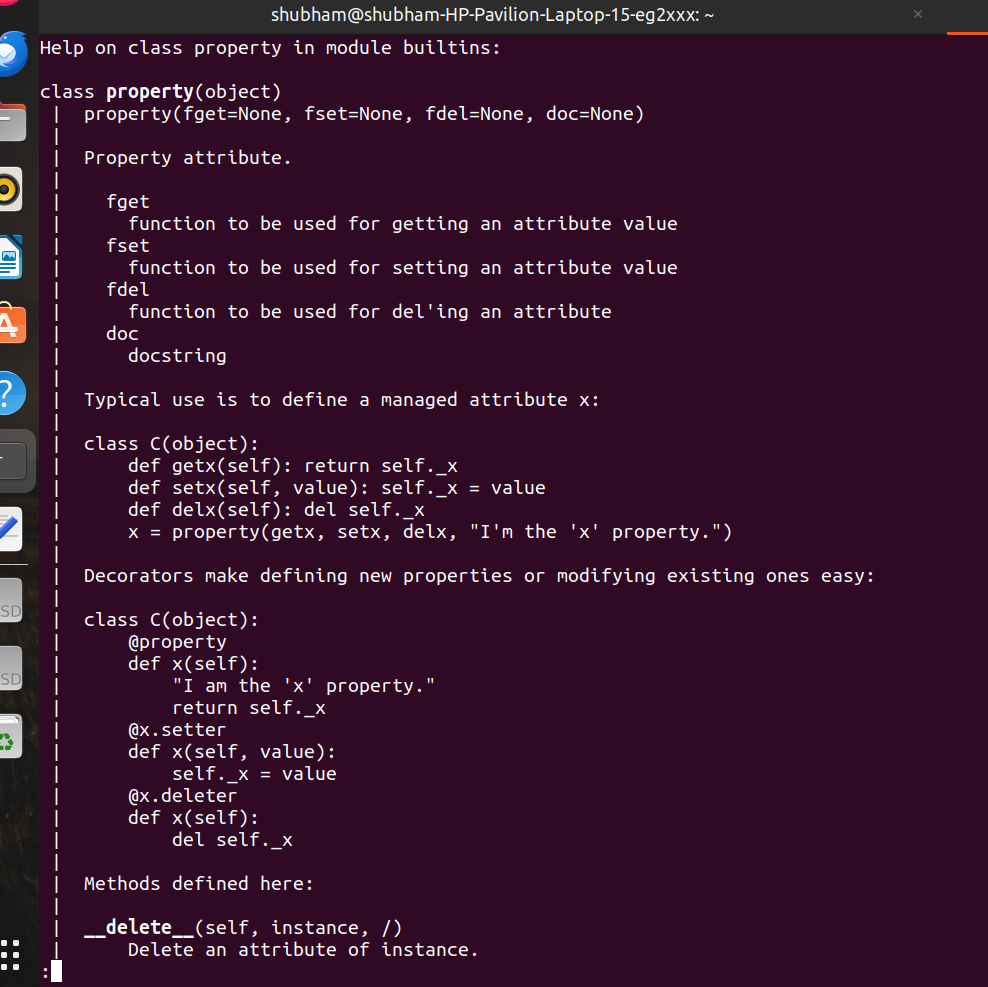 shubham@shubham-HP-Pavilion-Laptop-15-eg2xxx: ~
Help on class property in module builtins:

class property(object)
 |  property(fget=None, fset=None, fdel=None, doc=None)
 |
 |  Property attribute.
 |
 |    fget
 |      function to be used for getting an attribute value
 |    fset
 |      function to be used for setting an attribute value
 |    fdel
 |      function to be used for del'ing an attribute
 |    doc
 |      docstring
 |
 |  Typical use is to define a managed attribute x:
 |
 |  class C(object):
 |      def getx(self): return self._x
 |      def setx(self, value): self._x = value
 |      def delx(self): del self._x
 |      x = property(getx, setx, delx, "I'm the 'x' property.")
 |
 |  Decorators make defining new properties or modifying existing ones easy:
 |
 |  class C(object):
 |      @property
 |      def x(self):
 |          "I am the 'x' property."
 |          return self._x
 |      @x.setter
 |      def x(self, value):
 |          self._x = value
 |      @x.deleter
 |      def x(self):
 |          del self._x
 |
 |  Methods defined here:
 |
 |  __delete__(self, instance, /)
 |      Delete an attribute of instance.
:
SD
SD